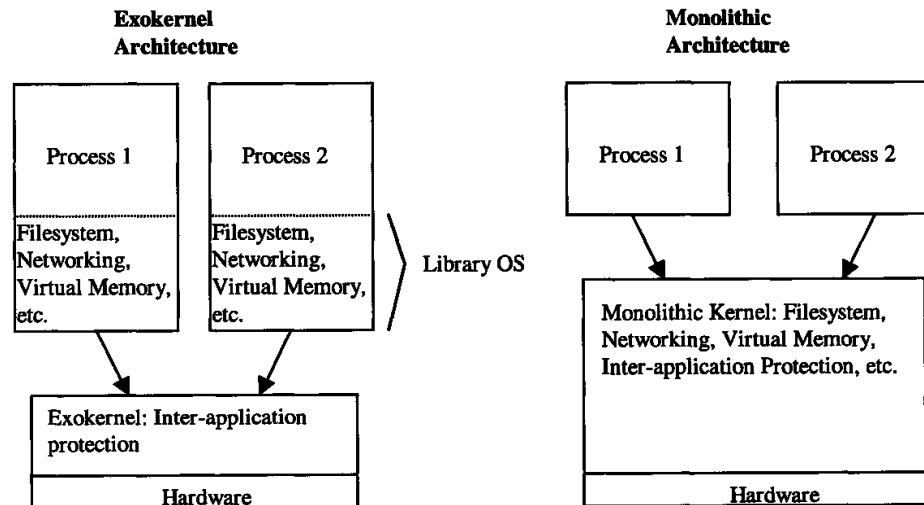 Exokernel
Architecture
Process 1
Process 2
Filesystem,
Networking,
Virtual Memory,
etc.
Filesystem,
Networking,
Virtual Memory,
etc.
Library OS
Exokernel: Inter-application
protection
Hardware
Monolithic
Architecture
Process 1
Process 2
Monolithic Kernel: Filesystem,
Networking, Virtual Memory,
Inter-application Protection, etc.
Hardware